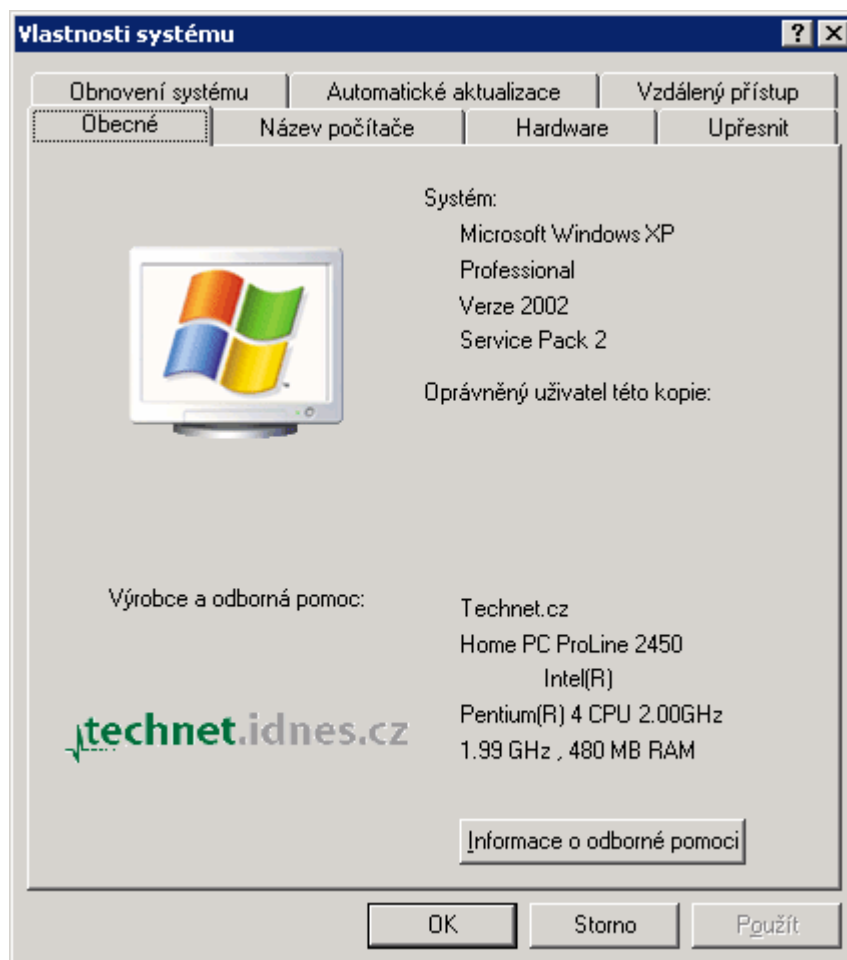 Vlastnosti systému
Obnovení systému Automatické aktualizace Vzdálený přístup
Obecné Název počítače Hardware Upřesnit
Systém:
Microsoft Windows XP
Professional
Verze 2002
Service Pack 2
Oprávněný uživatel této kopie:
Výrobce a odborná pomoc:
Technet.cz
Home PC ProLine 2450
Intel(R)
Pentium(R) 4 CPU 2.00GHz
1.99 GHz , 480 MB RAM
technet.idnes.cz
Informace o odborné pomoci
OK Storno Použít